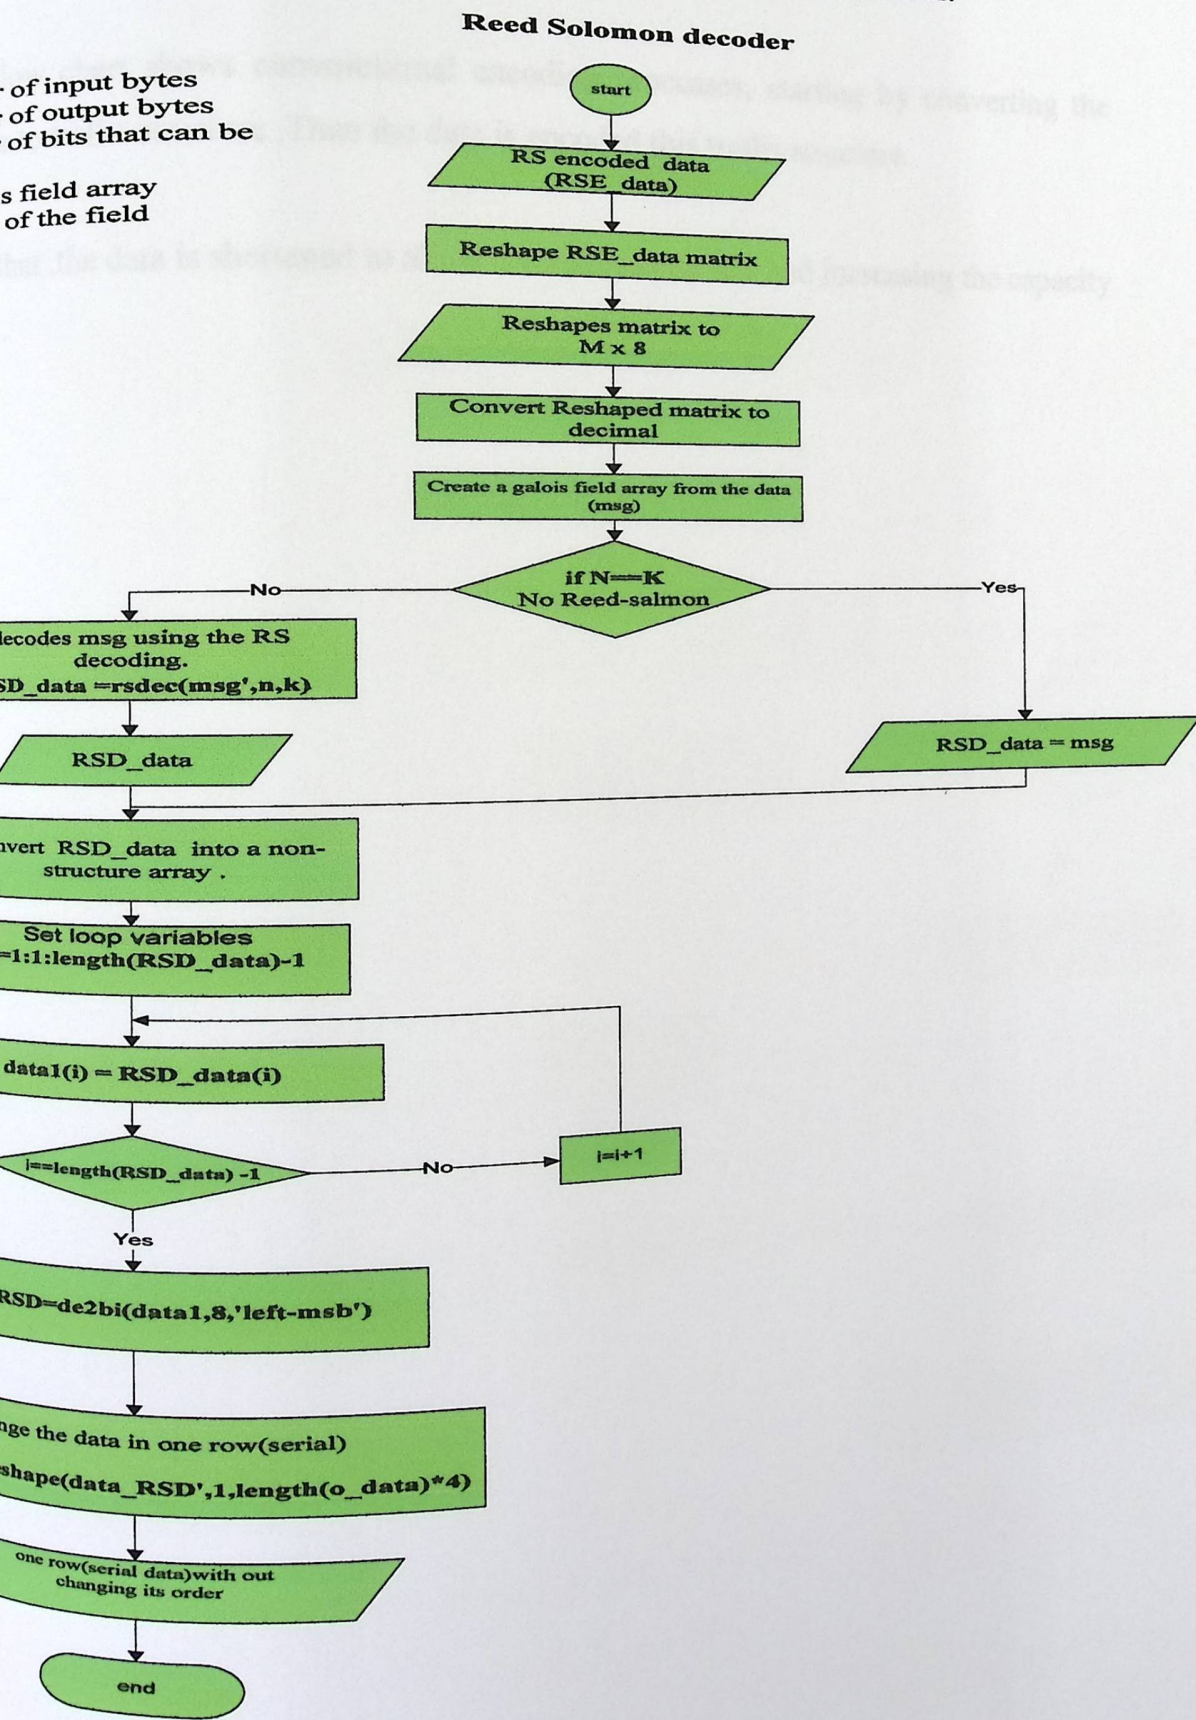 Reed Solomon decoder
of input bytes
of output bytes
of bits that can be
s field array
of the field
start
RS encoded data
(RSE_data)
Reshape RSE_data matrix
Reshapes matrix to
M x 8
Convert Reshaped matrix to
decimal
Create a galois field array from the data
(msg)
if N==K
No Reed-salmon
No
Yes
decodes msg using the RS
decoding.
SD_data =rsdec(msg',n,k)
RSD_data
RSD_data = msg
nvert RSD_data into a non-
structure array .
Set loop variables
=1:1:length(RSD_data)-1
data1(i) = RSD_data(i)
i==length(RSD_data) -1
No
i=i+1
Yes
RSD=de2bi(data1,8,'left-msb')
nge the data in one row(serial)
shape(data_RSD',1,length(o_data)*4)
one row(serial data)with out
changing its order
end